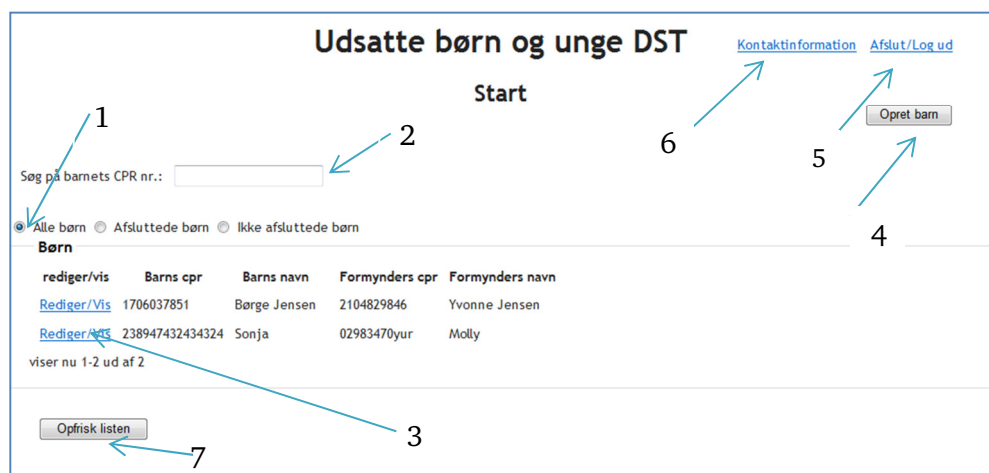 Udsatte børn og unge DST
Kontaktinformation Afslut/Log ud
Start
Opret barn
1
2
6
5
4
Søg på barnets CPR nr.:
Alle børn Afsluttede børn Ikke afsluttede børn
Børn
rediger/vis Barns cpr Barns navn Formynders cpr Formynders navn
Rediger/Vis 1706037851 Børge Jensen 2104829846 Yvonne Jensen
Rediger/Vis 238947432434324 Sonja 02983470yur Molly
viser nu 1-2 ud af 2
Opfrisk listen
3
7